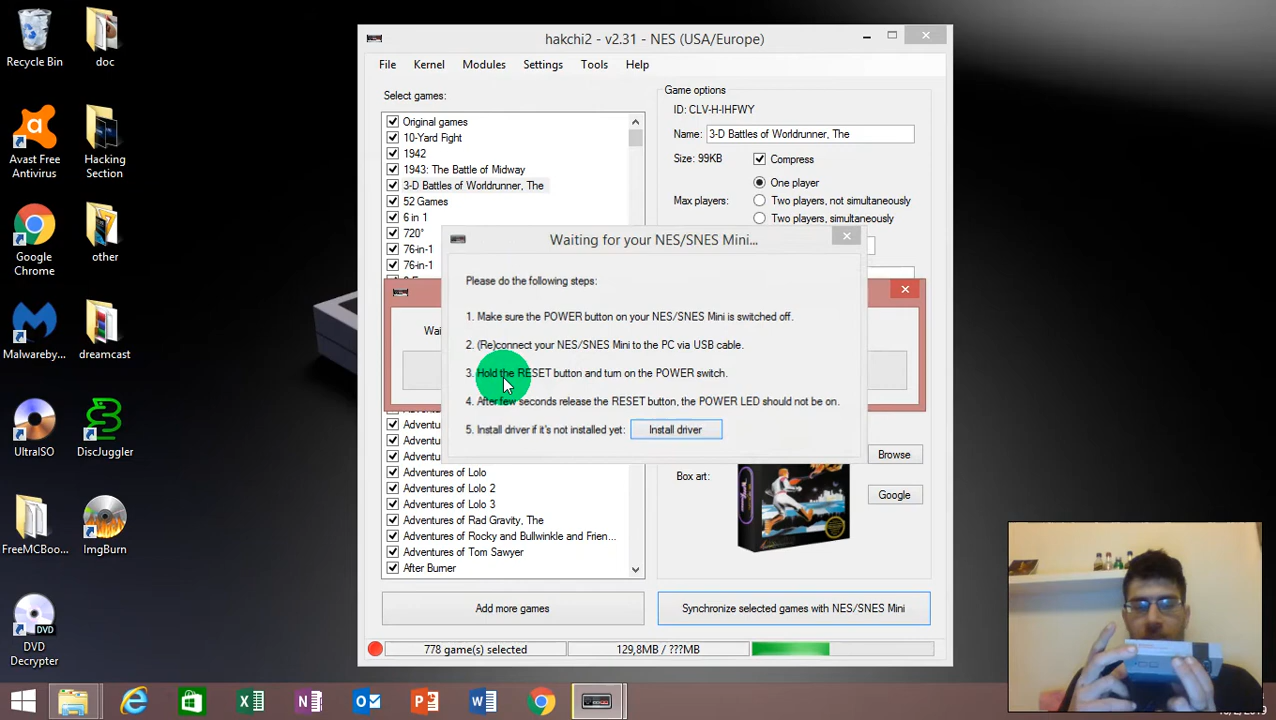 Recycle Bin
doc
Avast Free
Antivirus
Hacking
Section
Google
Chrome
other
Malwareby...
dreamcast
UltraISO
DiscJuggler
FreeMCBoo...
ImgBurn
DVD
DVD
Decrypter
hakchi2 - v2.31 - NES (USA/Europe)
File Kernel Modules Settings Tools Help
Select games:
Original games
10-Yard Fight
1942
1943: The Battle of Midway
3-D Battles of Worldrunner, The
52 Games
6 in 1
720°
76-in-1
76-in-1
Adventures of Lolo
Adventures of Lolo 2
Adventures of Lolo 3
Adventures of Rad Gravity, The
Adventures of Rocky and Bullwinkle and Frien...
Adventures of Tom Sawyer
After Burner
Game options
ID: CLV-H-IHFWY
Name: 3-D Battles of Worldrunner, The
Size: 99KB Compress
Max players: One player
Two players, not simultaneously
Two players, simultaneously
Waiting for your NES/SNES Mini...
Please do the following steps:
1. Make sure the POWER button on your NES/SNES Mini is switched off.
2. (Re)connect your NES/SNES Mini to the PC via USB cable.
3. Hold the RESET button and turn on the POWER switch.
4. After few seconds release the RESET button, the POWER LED should not be on.
5. Install driver if it's not installed yet: Install driver
Browse
Box art:
Google
Add more games
Synchronize selected games with NES/SNES Mini
778 game(s) selected
129,8MB / ???MB